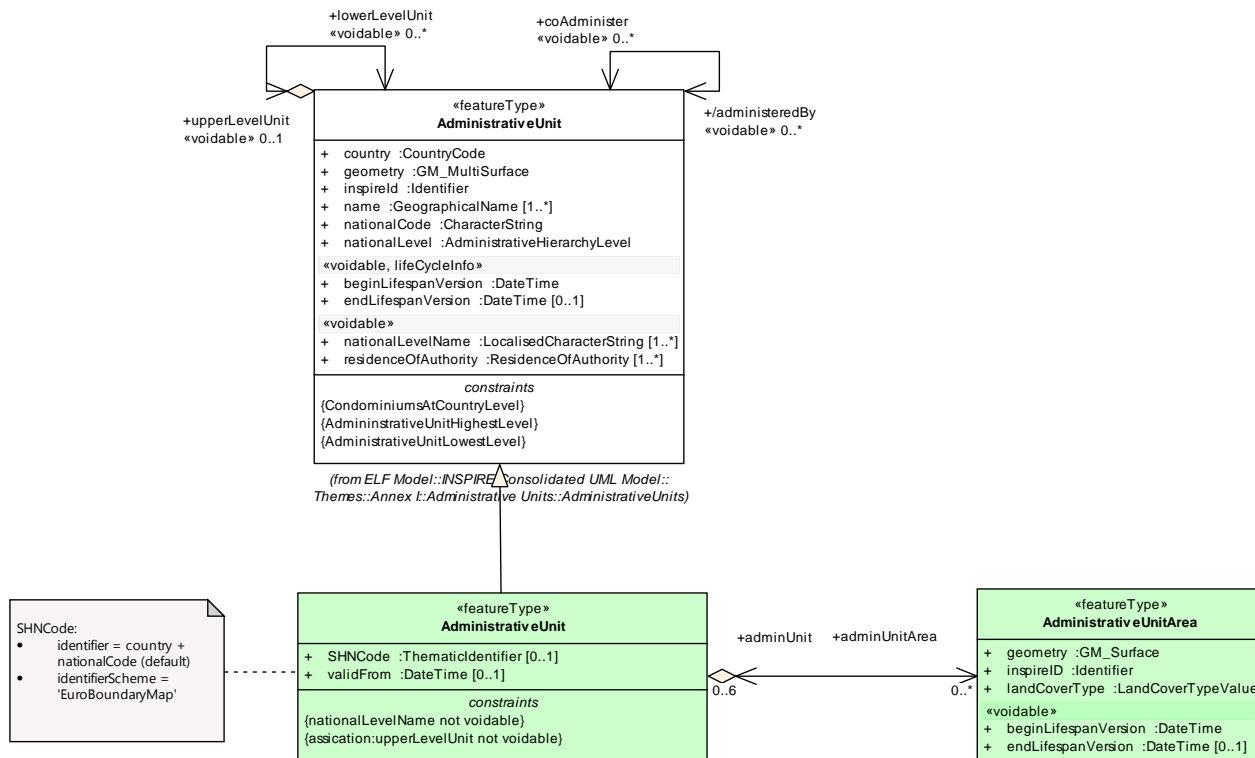 +lowerLevelUnit
«voidable» 0..*
+coAdminister
«voidable» 0..*
+upperLevelUnit
«voidable» 0..1
+/administeredBy
«voidable» 0..*
«featureType»
AdministrativeUnit
+ country :CountryCode
+ geometry :GM_MultiSurface
+ inspireId :Identifier
+ name :GeographicalName [1..*]
+ nationalCode :CharacterString
+ nationalLevel :AdministrativeHierarchyLevel
«voidable, lifeCycleInfo»
+ beginLifespanVersion :DateTime
+ endLifespanVersion :DateTime [0..1]
«voidable»
+ nationalLevelName :LocalisedCharacterString [1..*]
+ residenceOfAuthority :ResidenceOfAuthority [1..*]
constraints
{CondominiumsAtCountryLevel}
{AdmininstrativeUnitHighestLevel}
{AdministrativeUnitLowestLevel}
(from ELF Model::INSPIRE Consolidated UML Model::
Themes::Annex I::Administrative Units::AdministrativeUnits)
SHNCode:
• identifier = country +
nationalCode (default)
• identifierScheme =
'EuroBoundaryMap'
«featureType»
AdministrativeUnit
+ SHNCode :ThematicIdentifier [0..1]
+ validFrom :DateTime [0..1]
constraints
{nationalLevelName not voidable}
{assication:upperLevelUnit not voidable}
+adminUnit +adminUnitArea
0..6 0..*
«featureType»
AdministrativeUnitArea
+ geometry :GM_Surface
+ inspireID :Identifier
+ landCoverType :LandCoverTypeValue
«voidable»
+ beginLifespanVersion :DateTime
+ endLifespanVersion :DateTime [0..1]